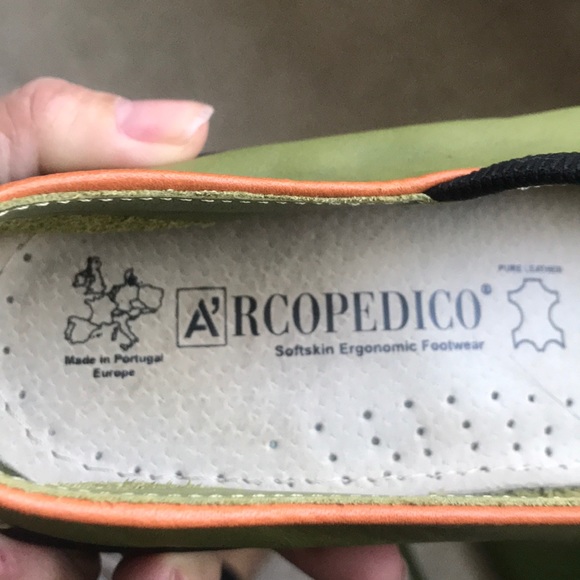 A'RCOPEDICO®
Softskin Ergonomic Footwear
Made in Portugal
Europe
PURE LEATHER